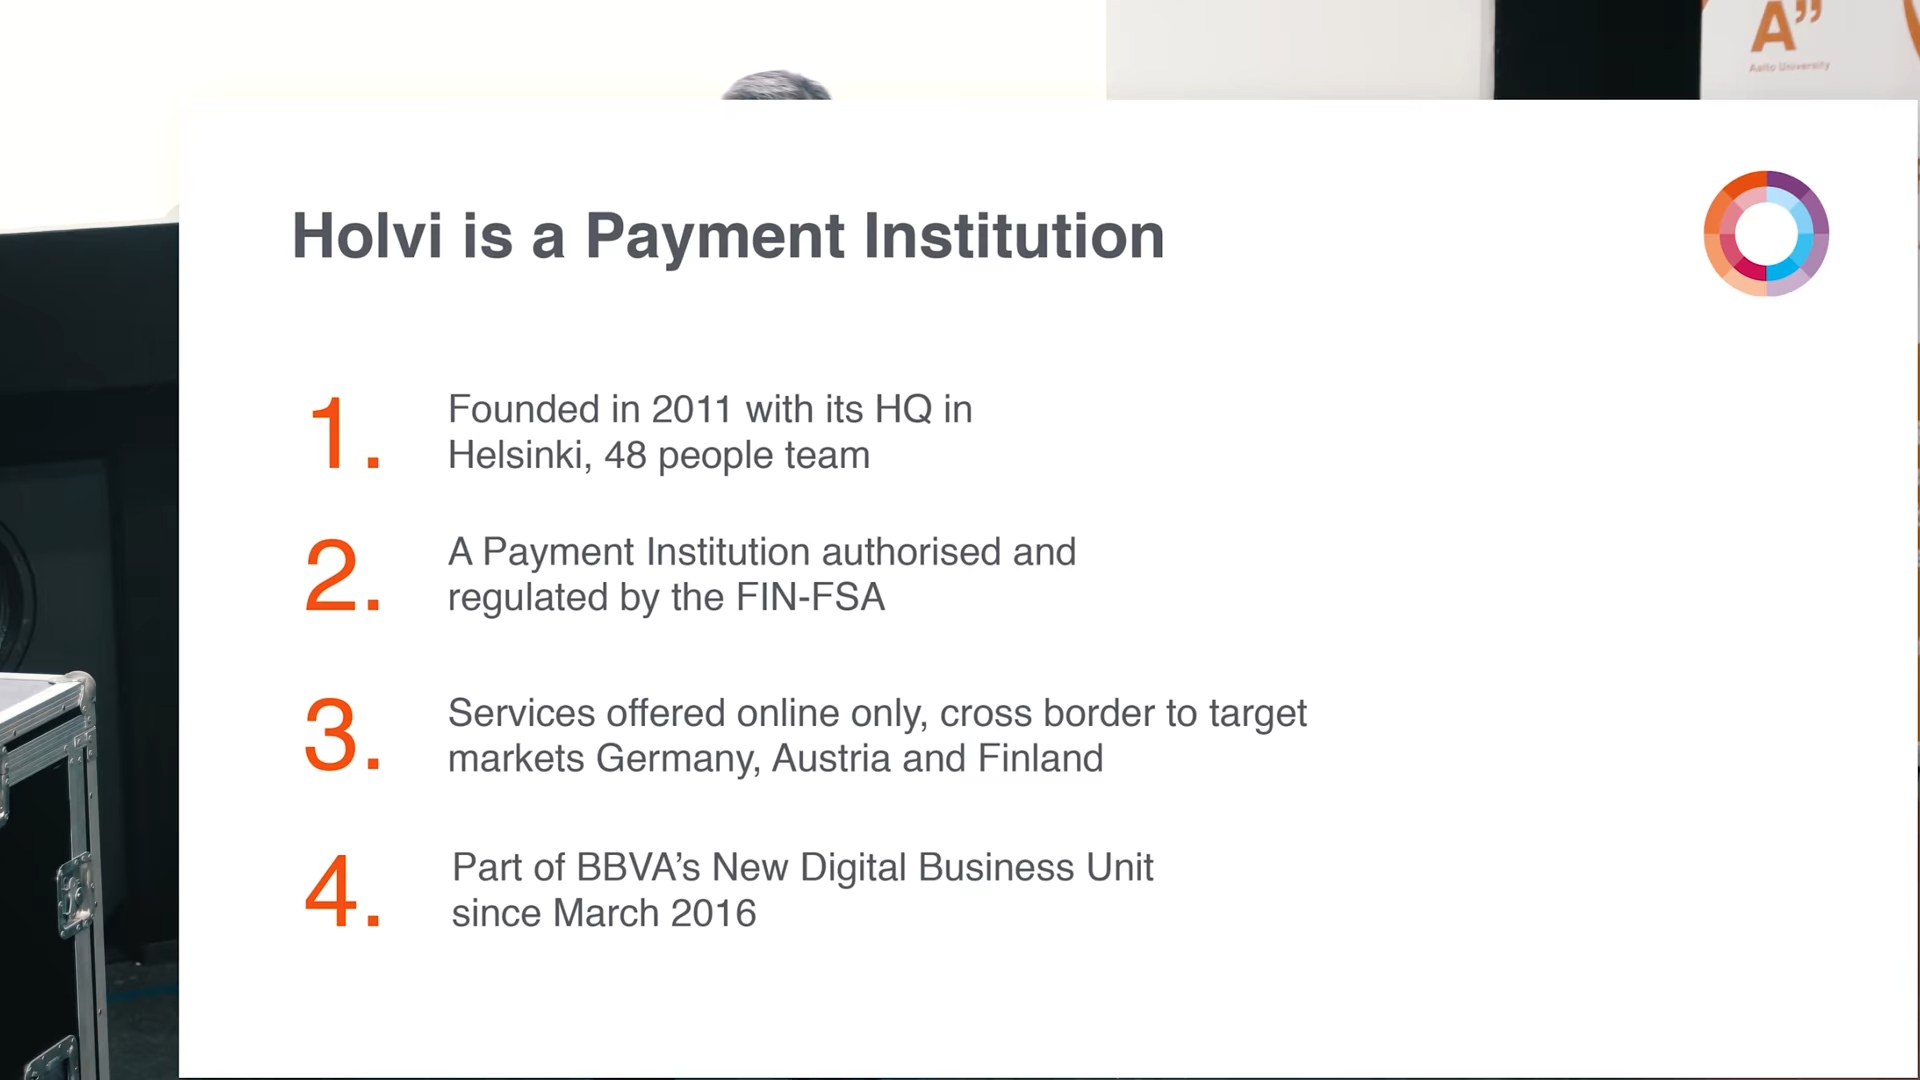 A”
Aalto University
Holvi is a Payment Institution
1. Founded in 2011 with its HQ in
Helsinki, 48 people team
2. A Payment Institution authorised and
regulated by the FIN-FSA
3. Services offered online only, cross border to target
markets Germany, Austria and Finland
4. Part of BBVA’s New Digital Business Unit
since March 2016